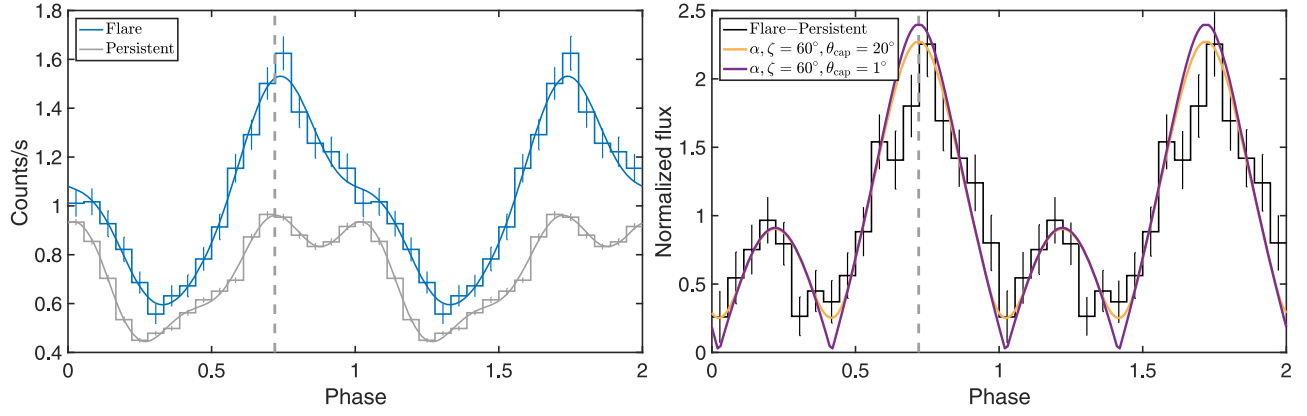 1.8
1.6
1.4
1.2
1
0.8
0.6
0.4
Counts/s
Flare
Persistent
0 0.5 1 1.5 2
Phase
2.5
2
1.5
1
0.5
0
Normalized flux
Flare−Persistent
α, ζ = 60°, θcap = 20°
α, ζ = 60°, θcap = 1°
0 0.5 1 1.5 2
Phase